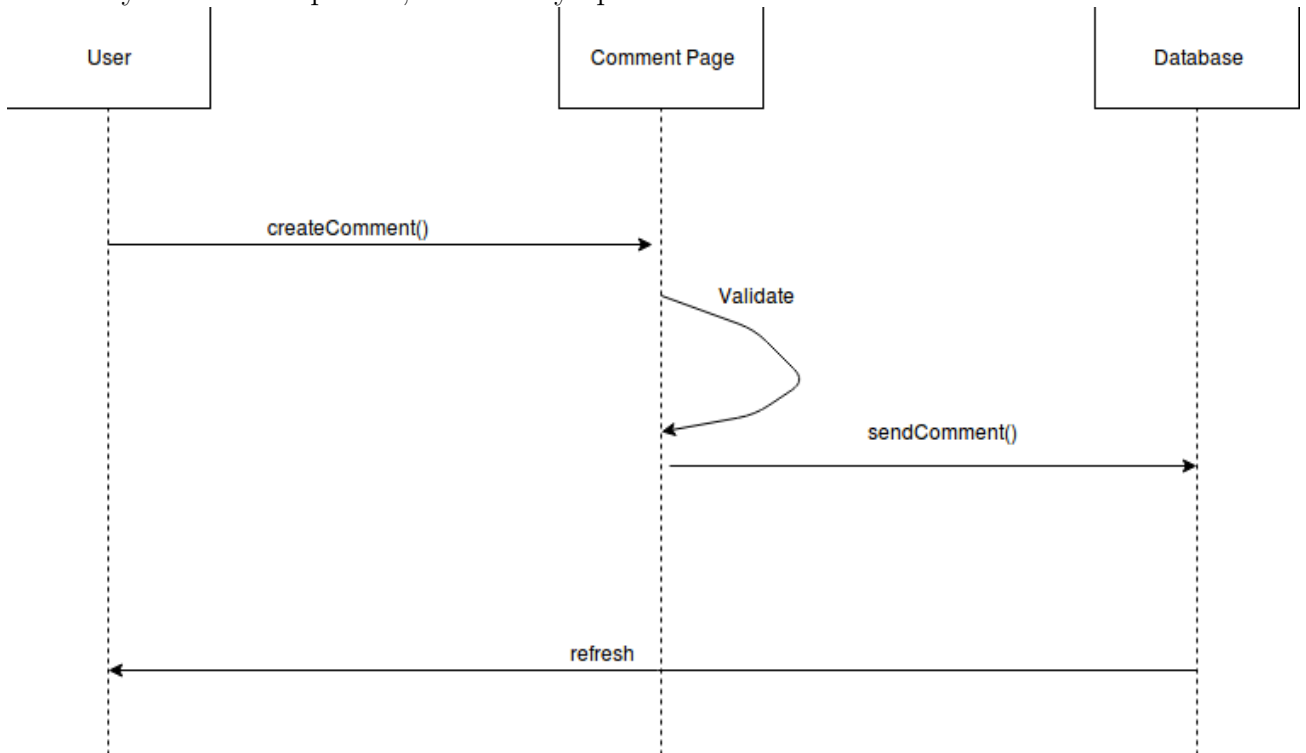 User
Comment Page
Database
createComment()
Validate
sendComment()
refresh